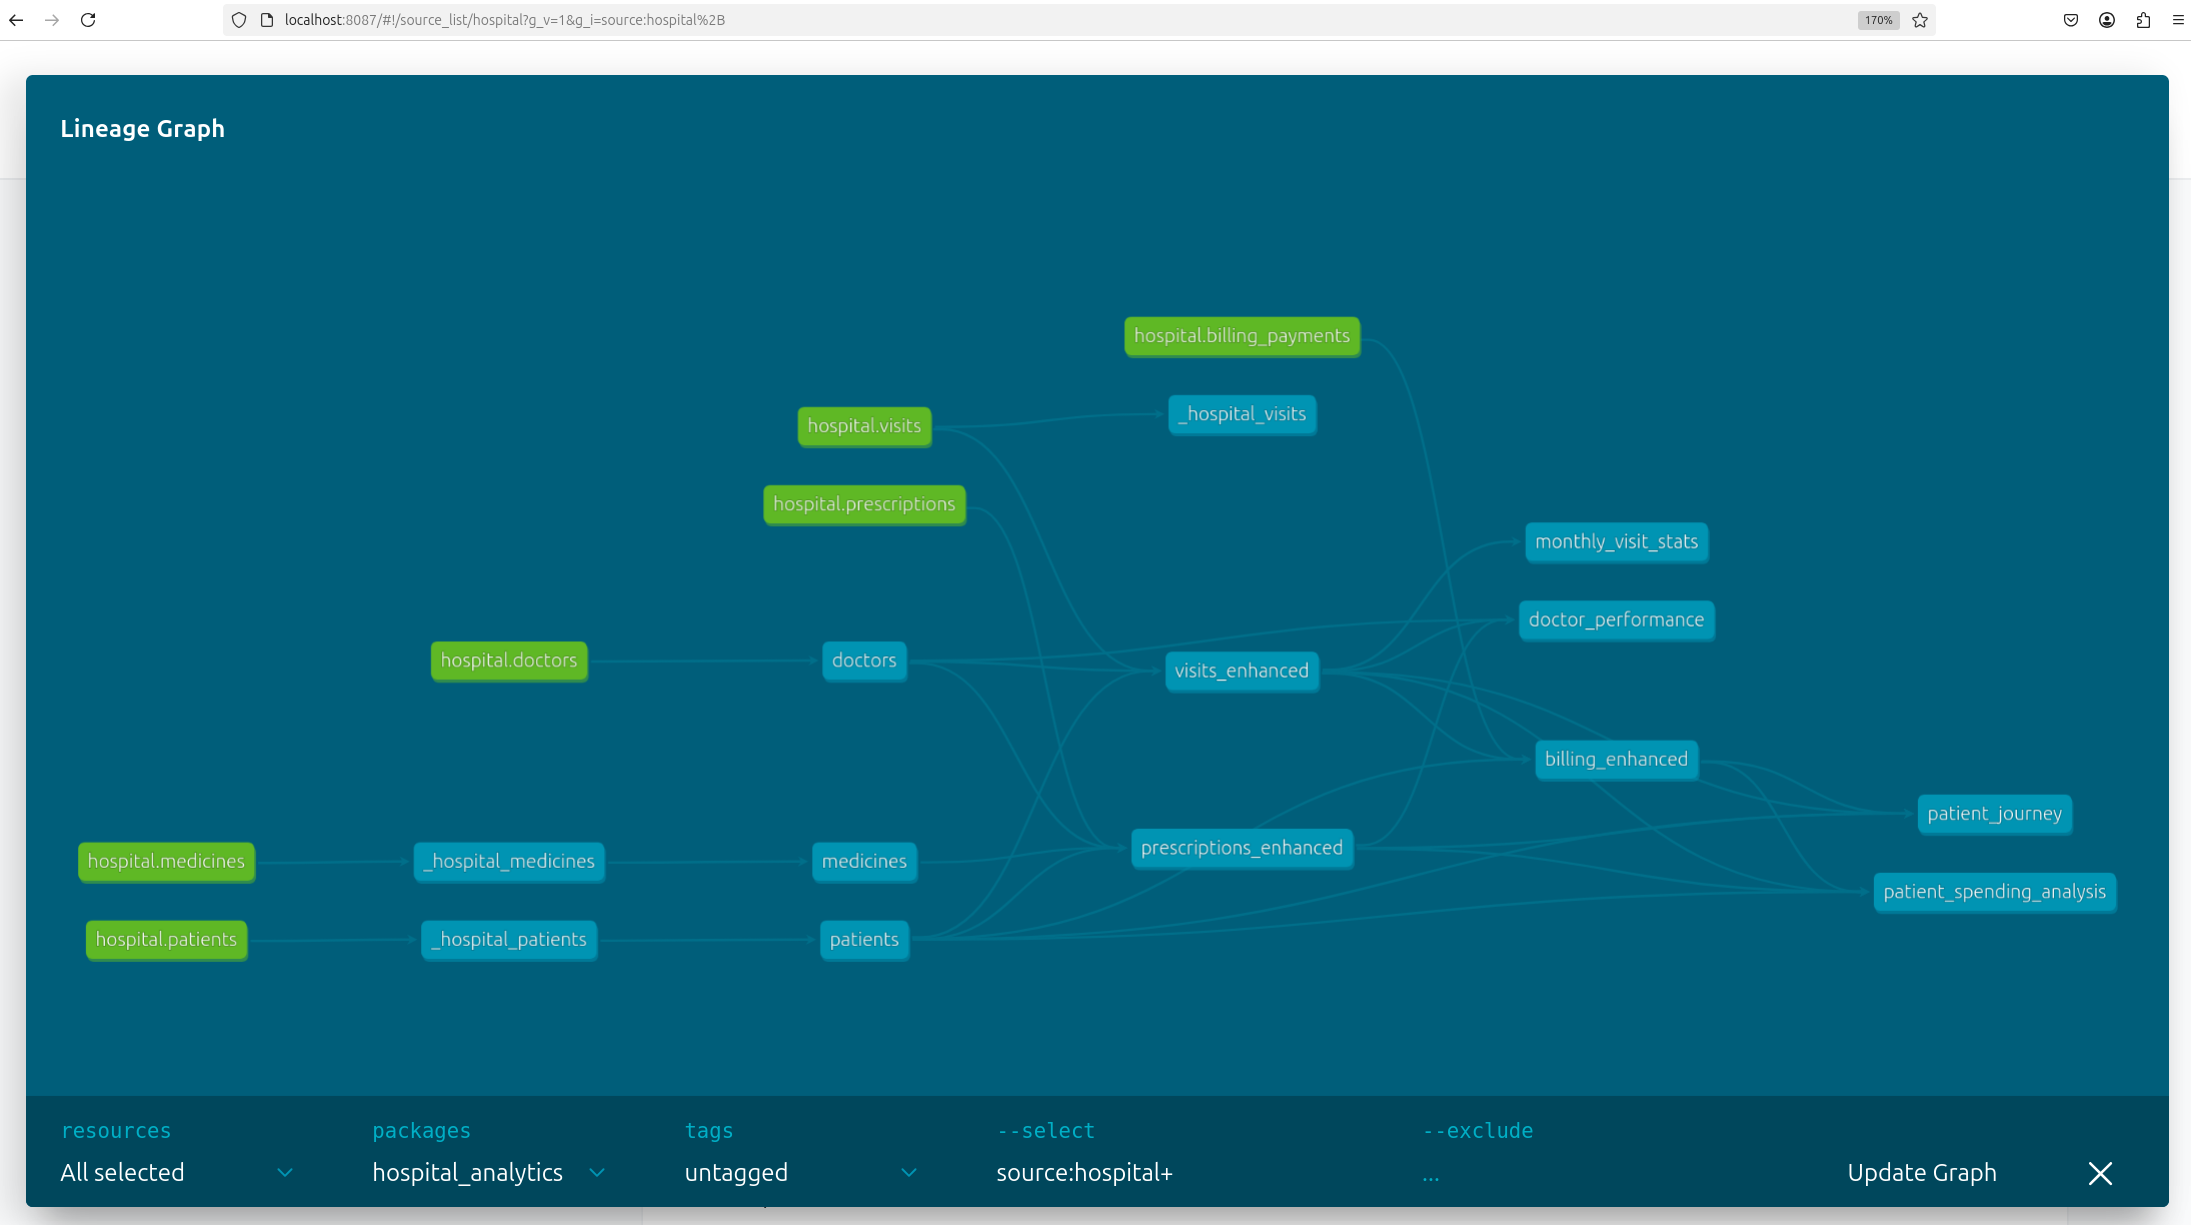 localhost:8087/#!/source_list/hospital?g_v=1&g_i=source:hospital%2B
170%
Lineage Graph
hospital.billing_payments
_hospital_visits
hospital.visits
hospital.prescriptions
monthly_visit_stats
doctor_performance
hospital.doctors
doctors
visits_enhanced
billing_enhanced
patient_journey
hospital.medicines
_hospital_medicines
medicines
prescriptions_enhanced
patient_spending_analysis
hospital.patients
_hospital_patients
patients
resources
packages
tags
--select
--exclude
All selected
hospital_analytics
untagged
source:hospital+
...
Update Graph